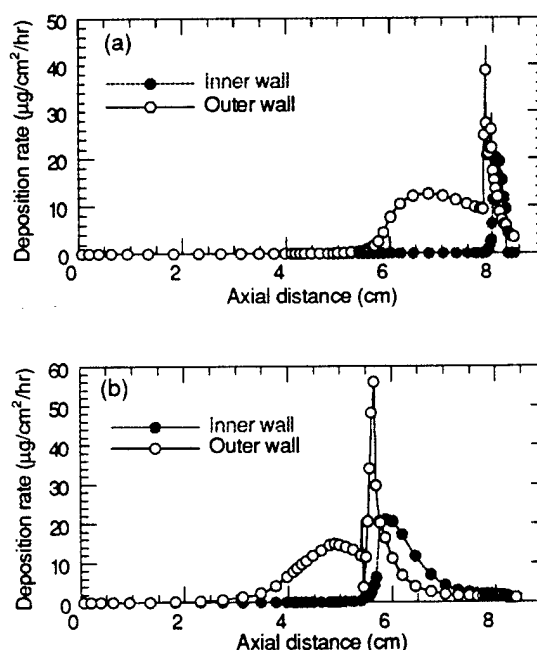 (a)
Inner wall
Outer wall
Deposition rate (μg/cm²/hr)
50
40
30
20
10
0
0 2 4 6 8
Axial distance (cm)
(b)
Inner wall
Outer wall
Deposition rate (μg/cm²/hr)
60
50
40
30
20
10
0
0 2 4 6 8
Axial distance (cm)